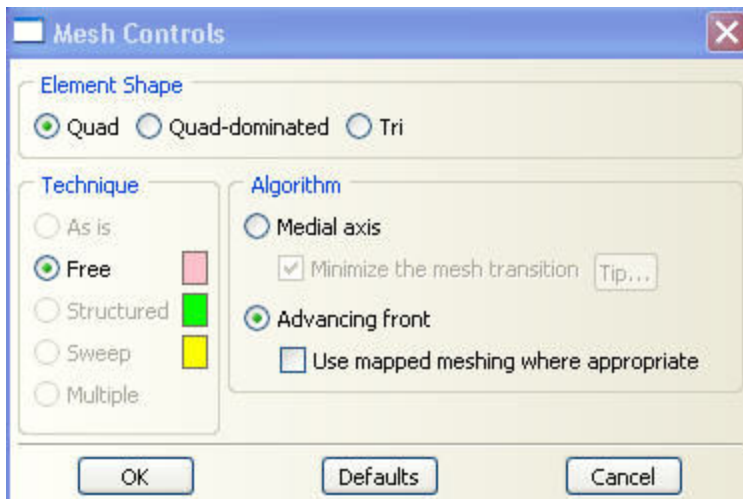 Mesh Controls
Element Shape
Quad Quad-dominated Tri
Technique
As is
Free
Structured
Sweep
Multiple
Algorithm
Medial axis
Minimize the mesh transition Tip...
Advancing front
Use mapped meshing where appropriate
OK Defaults Cancel